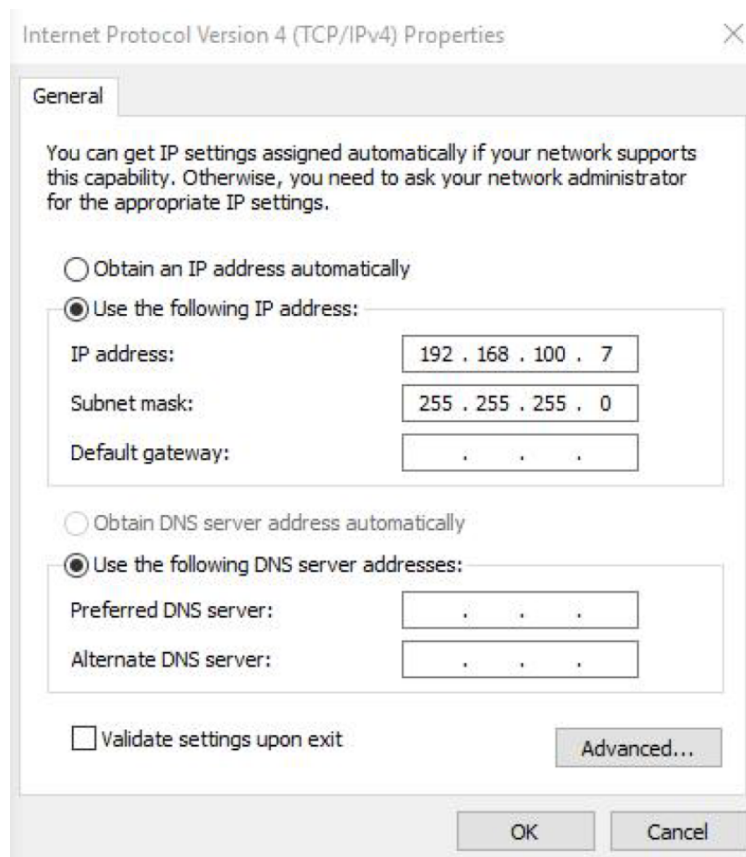 Internet Protocol Version 4 (TCP/IPv4) Properties
General
You can get IP settings assigned automatically if your network supports
this capability. Otherwise, you need to ask your network administrator
for the appropriate IP settings.
Obtain an IP address automatically
Use the following IP address:
IP address: 192 . 168 . 100 . 7
Subnet mask: 255 . 255 . 255 . 0
Default gateway: . . .
Obtain DNS server address automatically
Use the following DNS server addresses:
Preferred DNS server: . . .
Alternate DNS server: . . .
Validate settings upon exit
Advanced...
OK Cancel